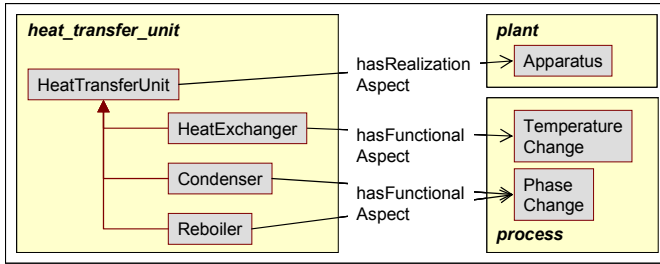 heat_transfer_unit
HeatTransferUnit
HeatExchanger
Condenser
Reboiler
hasRealization
Aspect
hasFunctional
Aspect
hasFunctional
Aspect
plant
Apparatus
Temperature
Change
Phase
Change
process